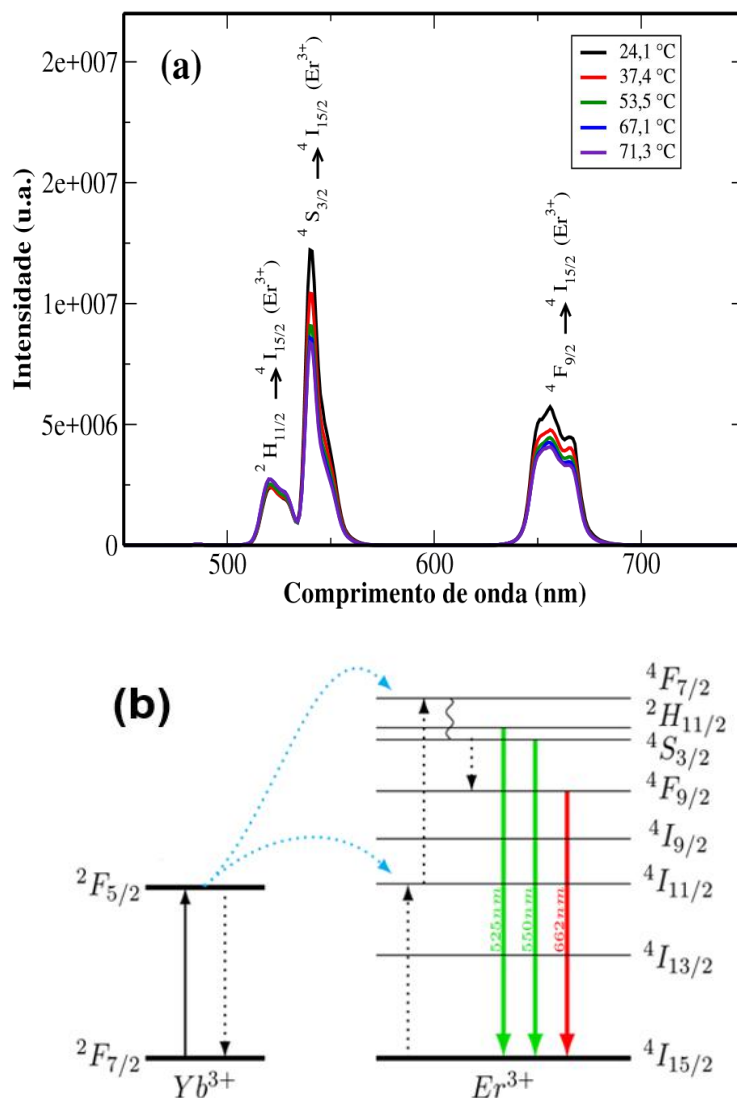 (a)
24,1 °C
37,4 °C
53,5 °C
67,1 °C
71,3 °C
2e+007
2e+007
1e+007
5e+006
0
Intensidade (u.a.)
²H₁₁/₂ → ⁴I₁₅/₂ (Er³⁺)
⁴S₃/₂ → ⁴I₁₅/₂ (Er³⁺)
⁴F₉/₂ → ⁴I₁₅/₂ (Er³⁺)
500 600 700
Comprimento de onda (nm)
(b)
²F₅/₂
²F₇/₂
Yb³⁺
⁴F₇/₂
²H₁₁/₂
⁴S₃/₂
⁴F₉/₂
⁴I₉/₂
⁴I₁₁/₂
⁴I₁₃/₂
⁴I₁₅/₂
525nm
550nm
662nm
Er³⁺